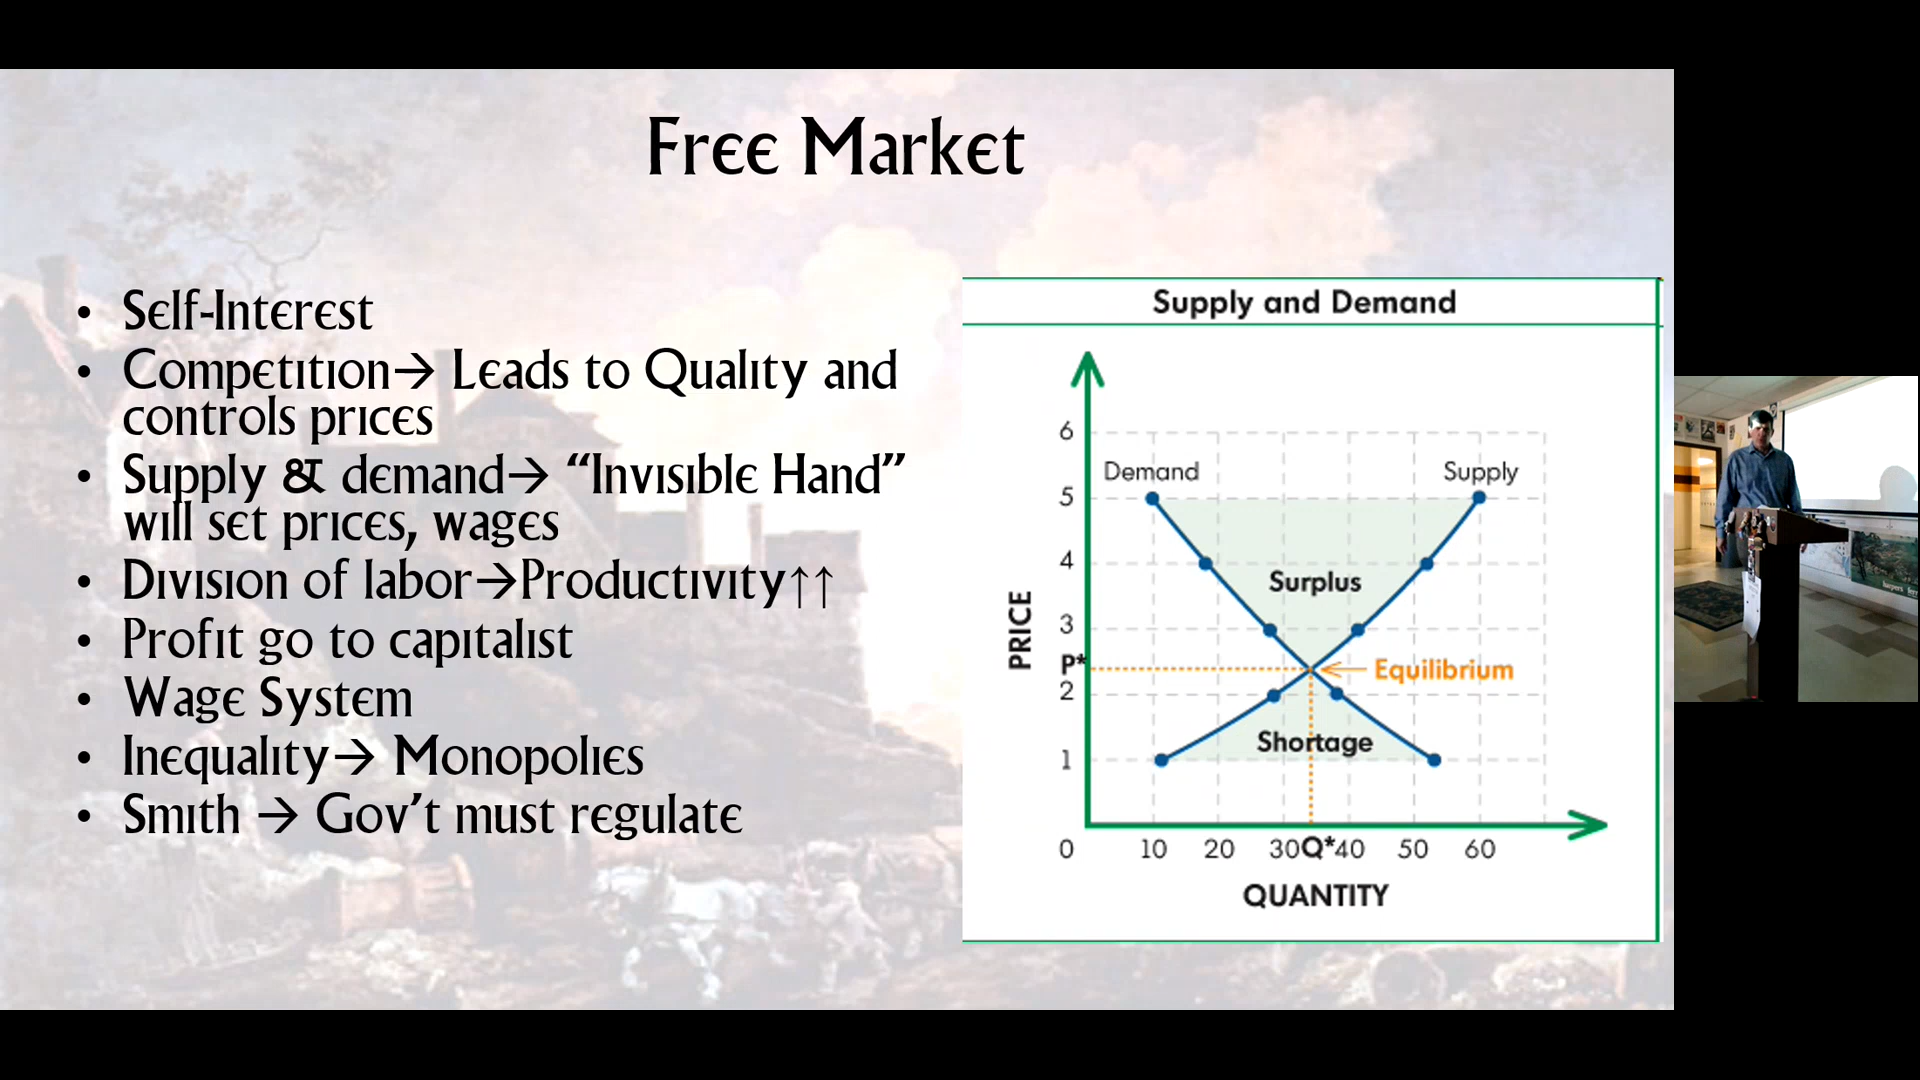 Free Market
• Self-Interest
• Competition→ Leads to Quality and
controls prices
• Supply & demand→ “Invisible Hand”
will set prices, wages
• Division of labor→Productivity↑↑
• Profit go to capitalist
• Wage System
• Inequality→ Monopolies
• Smith → Gov’t must regulate
Supply and Demand
6
Demand
Supply
5
4
Surplus
3
PRICE
P*
Equilibrium
2
Shortage
1
0 10 20 30 Q* 40 50 60
QUANTITY